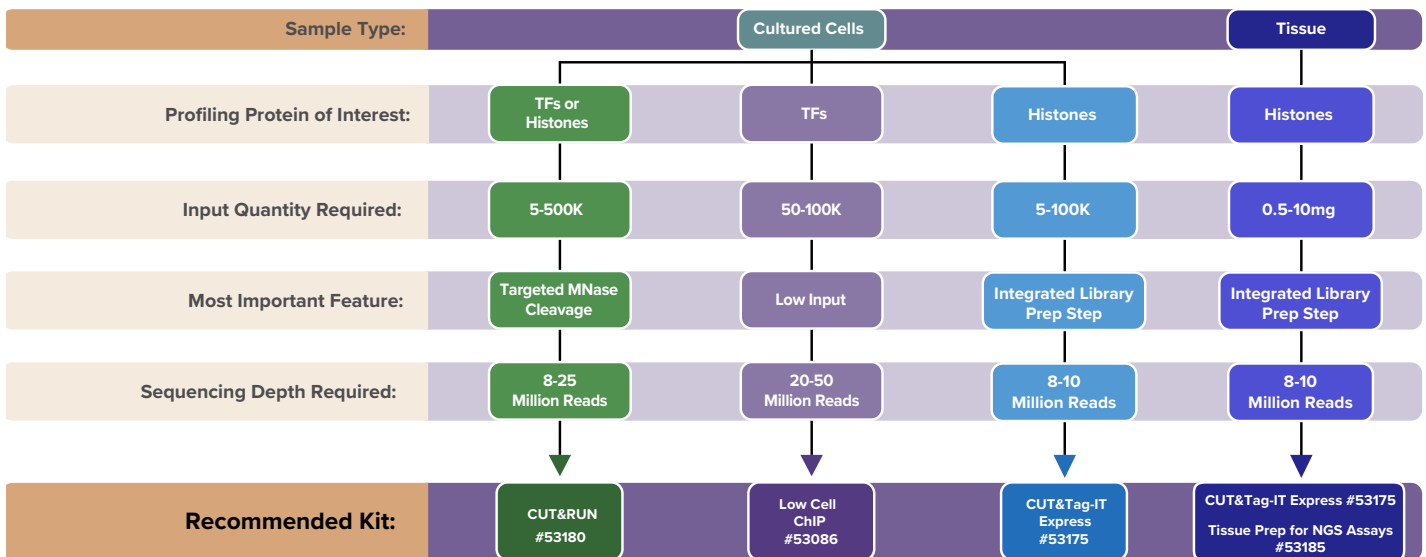 Sample Type:
Cultured Cells
Tissue
Profiling Protein of Interest:
TFs or
Histones
TFs
Histones
Histones
Input Quantity Required:
5-500K
50-100K
5-100K
0.5-10mg
Most Important Feature:
Targeted MNase
Cleavage
Low Input
Integrated Library
Prep Step
Integrated Library
Prep Step
Sequencing Depth Required:
8-25
Million Reads
20-50
Million Reads
8-10
Million Reads
8-10
Million Reads
Recommended Kit:
CUT&RUN
#53180
Low Cell
ChIP
#53086
CUT&Tag-IT
Express
#53175
CUT&Tag-IT Express #53175
Tissue Prep for NGS Assays
#53185